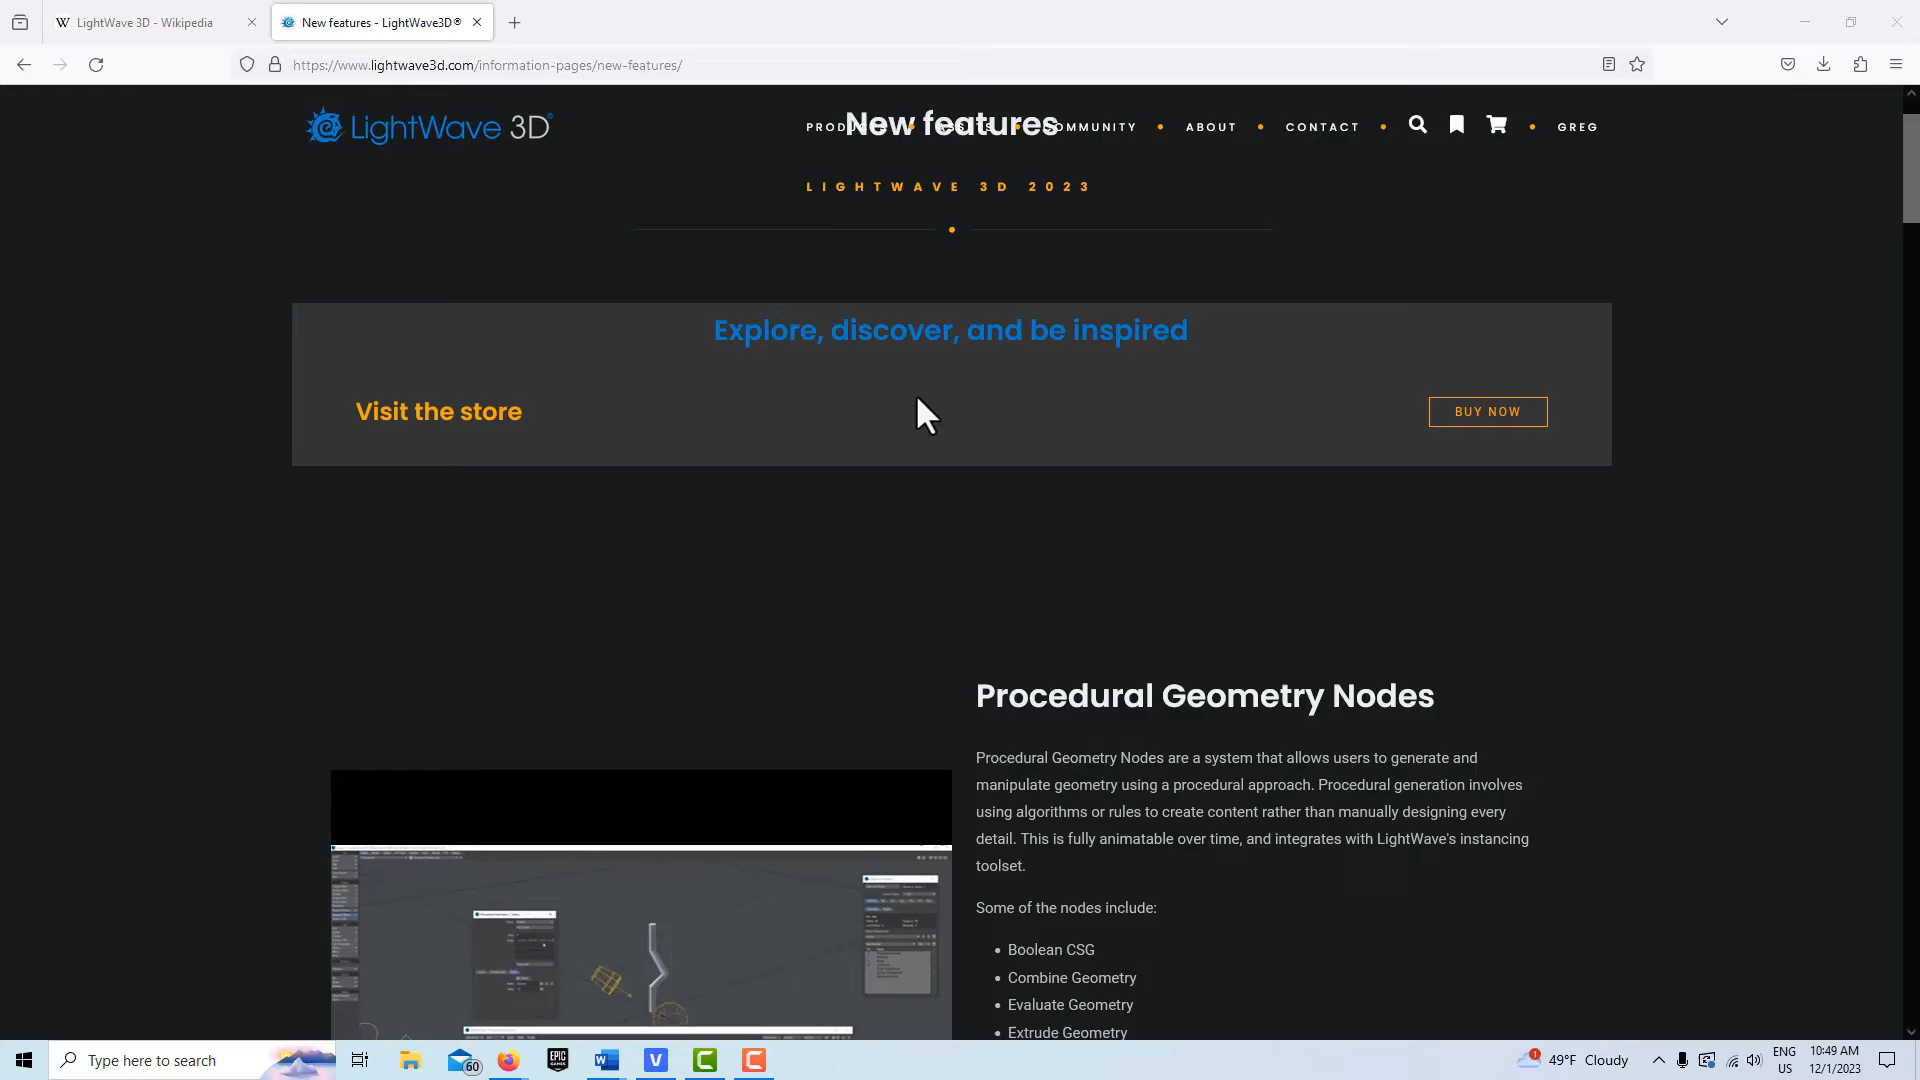 LightWave 3D - Wikipedia
New features - LightWave3D®
https://www.lightwave3d.com/information-pages/new-features/
LightWave 3D®
New features
COMMUNITY
ABOUT
CONTACT
GREG
LIGHTWAVE 3D 2023
Explore, discover, and be inspired
Visit the store
BUY NOW
Procedural Geometry Nodes
Procedural Geometry Nodes are a system that allows users to generate and
manipulate geometry using a procedural approach. Procedural generation involves
using algorithms or rules to create content rather than manually designing every
detail. This is fully animatable over time, and integrates with LightWave's instancing
toolset.
Some of the nodes include:
Boolean CSG
Combine Geometry
Evaluate Geometry
Extrude Geometry
Type here to search
60
EPIC
GAMES
W
V
1
49°F Cloudy
ENG
US
10:49 AM
12/1/2023